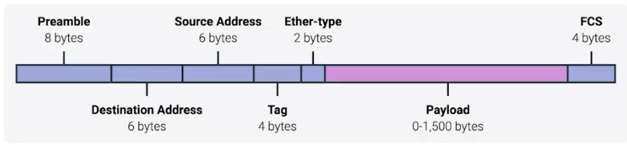 Preamble
8 bytes
Source Address
6 bytes
Ether-type
2 bytes
FCS
4 bytes
Destination Address
6 bytes
Tag
4 bytes
Payload
0-1,500 bytes